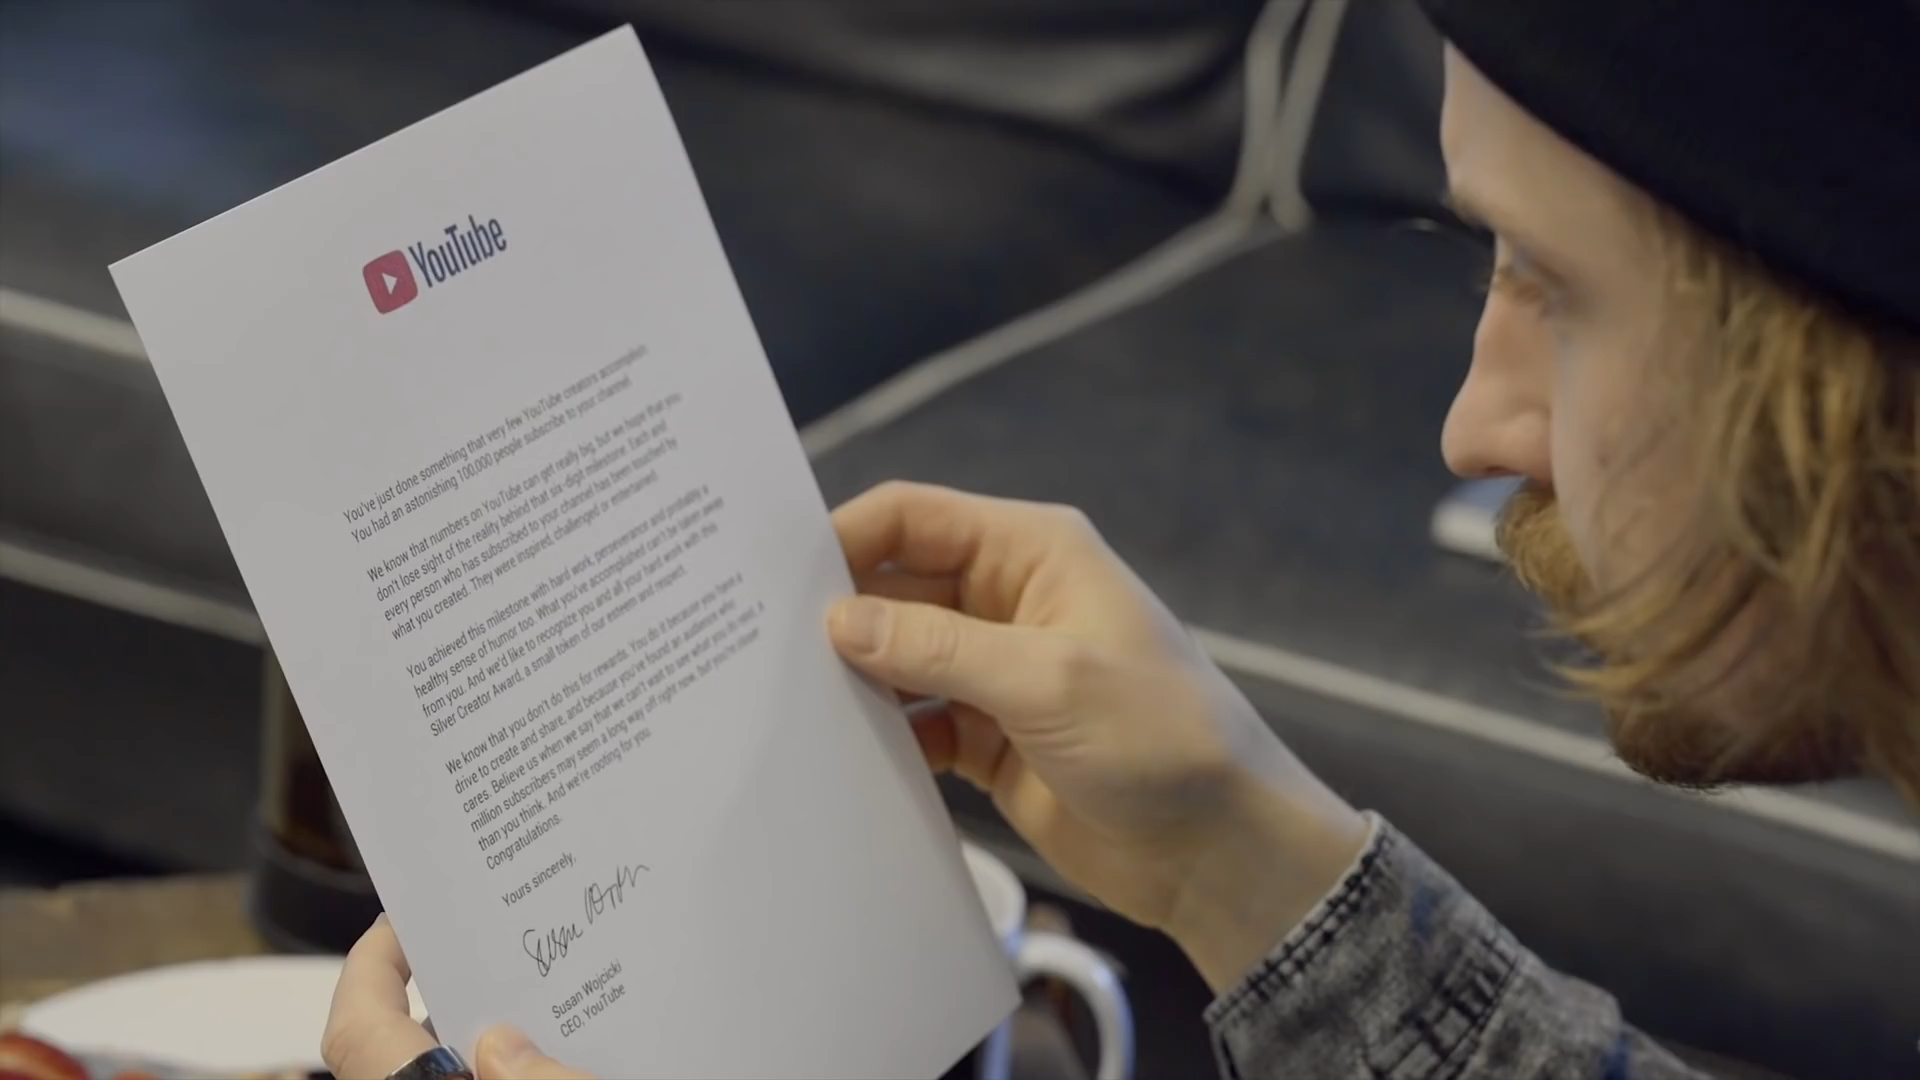 YouTube
You've just done something that very few YouTube creators accomplish.
You had an astonishing 100,000 people subscribe to your channel.
We know that numbers on YouTube can get really big, but we hope that you
don't lose sight of the reality behind that six-digit milestone. Each and
every person who has subscribed to your channel has been touched by
what you created. They were inspired, challenged or entertained.
You achieved this milestone with hard work, perseverance and probably a
healthy sense of humor too. What you've accomplished can't be taken away
from you. And we'd like to recognize you and all your hard work with this
Silver Creator Award, a small token of our esteem and respect.
We know that you don't do this for rewards. You do it because you have a
drive to create and share, and because you've found an audience who
cares. Believe us when we say that we can't wait to see what you do next. A
million subscribers may seem a long way off right now, but you're closer
than you think. And we're rooting for you.
Congratulations.
Yours sincerely,
Susan Wojcicki
CEO, YouTube